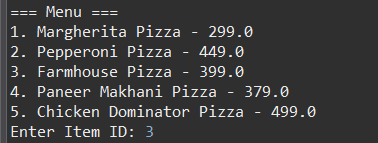 === Menu ===
1. Margherita Pizza - 299.0
2. Pepperoni Pizza - 449.0
3. Farmhouse Pizza - 399.0
4. Paneer Makhani Pizza - 379.0
5. Chicken Dominator Pizza - 499.0
Enter Item ID: 3